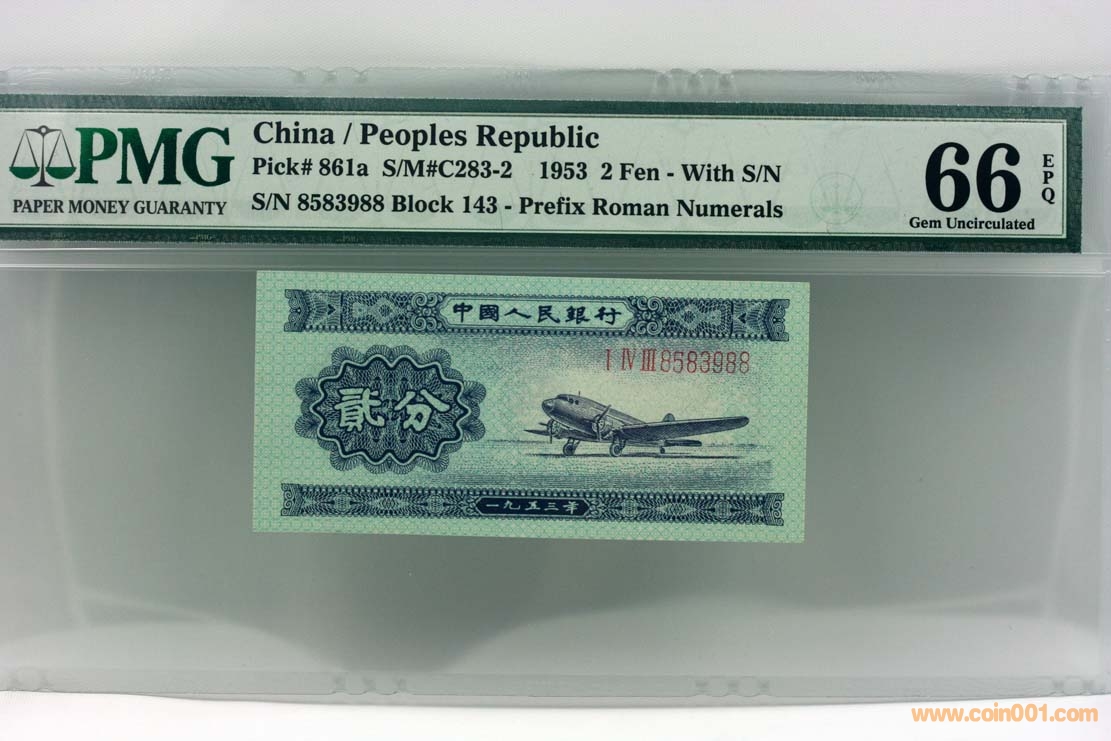 PMG
PAPER MONEY GUARANTY
China / Peoples Republic
Pick# 861a S/M#C283-2 1953 2 Fen - With S/N
S/N 8583988 Block 143 - Prefix Roman Numerals
66
EPQ
Gem Uncirculated
中國人民銀行
I IV III 8583988
貳分
一九五三年
www.coin001.com